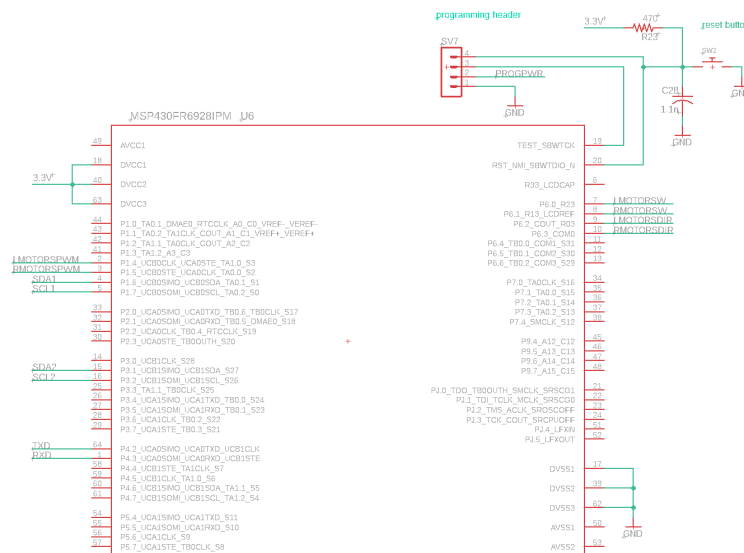 programming header
3.3V
470
R23
reset butto
SV7
4
3
2
1
PROGPWR
GND
SW2
GN
C28
1.1n
GND
MSP430FR6928IPM U6
49 AVCC1
18 DVCC1
3.3V
40 DVCC2
63 DVCC3
44 P1.0_TA0.1_DMAE0_RTCCLK_A0_C0_VREF-_VEREF-
43 P1.1_TA0.2_TA1CLK_COUT_A1_C1_VREF+_VEREF+
42 P1.2_TA1.1_TA0CLK_COUT_A2_C2
41 P1.3_TA1.2_A3_C3
LMOTORSPWM 2 P1.4_UCB0CLK_UCA0STE_TA1.0_S3
RMOTORSPWM 3 P1.5_UCB0STE_UCA0CLK_TA0.0_S2
SDA1 4 P1.6_UCB0SIMO_UCB0SDA_TA0.1_S1
SCL1 5 P1.7_UCB0SOMI_UCB0SCL_TA0.2_S0
33 P2.0_UCA0SIMO_UCA0TXD_TB0.6_TB0CLK_S17
32 P2.1_UCA0SOMI_UCA0RXD_TB0.5_DMAE0_S18
31 P2.2_UCA0CLK_TB0.4_RTCCLK_S19
30 P2.3_UCA0STE_TB0OUTH_S20
14 P3.0_UCB1CLK_S28
SDA2 15 P3.1_UCB1SIMO_UCB1SDA_S27
SCL2 16 P3.2_UCB1SOMI_UCB1SCL_S26
25 P3.3_TA1.1_TB0CLK_S25
26 P3.4_UCA1SIMO_UCA1TXD_TB0.0_S24
27 P3.5_UCA1SOMI_UCA1RXD_TB0.1_S23
28 P3.6_UCA1CLK_TB0.2_S22
29 P3.7_UCA1STE_TB0.3_S21
TXD 64 P4.2_UCA0SIMO_UCA0TXD_UCB1CLK
RXD 1 P4.3_UCA0SOMI_UCA0RXD_UCB1STE
58 P4.4_UCB1STE_TA1CLK_S7
59 P4.5_UCB1CLK_TA1.0_S6
60 P4.6_UCB1SIMO_UCB1SDA_TA1.1_S5
61 P4.7_UCB1SOMI_UCB1SCL_TA1.2_S4
54 P5.4_UCA1SIMO_UCA1TXD_S11
55 P5.5_UCA1SOMI_UCA1RXD_S10
56 P5.6_UCA1CLK_S9
57 P5.7_UCA1STE_TB0CLK_S8
TEST_SBWTCK 19
RST_NMI_SBWTDIO_N 20
R33_LCDCAP 6
P6.0_R23 7 LMOTORSW
P6.1_R13_LCDREF 8 RMOTORSW
P6.2_COUT_R03 9 LMOTORSDIR
P6.3_COM0 10 RMOTORSDIR
P6.4_TB0.0_COM1_S31 11
P6.5_TB0.1_COM2_S30 12
P6.6_TB0.2_COM3_S29 13
P7.0_TA0CLK_S16 34
P7.1_TA0.0_S15 35
P7.2_TA0.1_S14 36
P7.3_TA0.2_S13 37
P7.4_SMCLK_S12 38
P9.4_A12_C12 45
P9.5_A13_C13 46
P9.6_A14_C14 47
P9.7_A15_C15 48
PJ.0_TDO_TB0OUTH_SMCLK_SRSCG1 21
PJ.1_TDI_TCLK_MCLK_SRSCG0 22
PJ.2_TMS_ACLK_SROSCOFF 23
PJ.3_TCK_COUT_SRCPUOFF 24
PJ.4_LFXIN 51
PJ.5_LFXOUT 52
DVSS1 17
DVSS2 39
DVSS3 62
AVSS1 50
GND
AVSS2 53